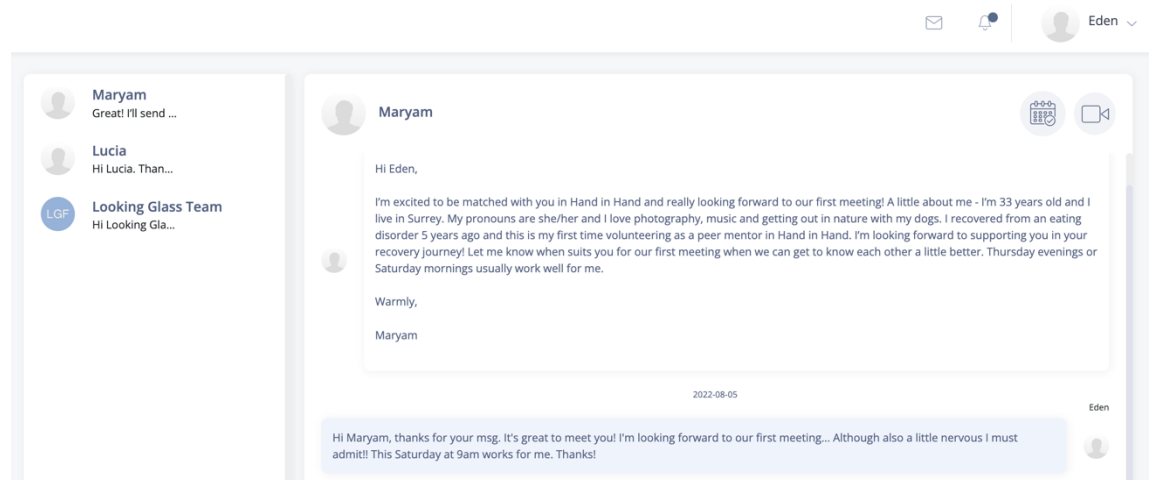 Eden
Maryam
Great! I'll send ...
Lucia
Hi Lucia. Than...
LGF
Looking Glass Team
Hi Looking Gla...
Maryam
Hi Eden,
I'm excited to be matched with you in Hand in Hand and really looking forward to our first meeting! A little about me - I'm 33 years old and I
live in Surrey. My pronouns are she/her and I love photography, music and getting out in nature with my dogs. I recovered from an eating
disorder 5 years ago and this is my first time volunteering as a peer mentor in Hand in Hand. I'm looking forward to supporting you in your
recovery journey! Let me know when suits you for our first meeting when we can get to know each other a little better. Thursday evenings or
Saturday mornings usually work well for me.
Warmly,
Maryam
2022-08-05
Eden
Hi Maryam, thanks for your msg. It's great to meet you! I'm looking forward to our first meeting... Although also a little nervous I must
admit!! This Saturday at 9am works for me. Thanks!